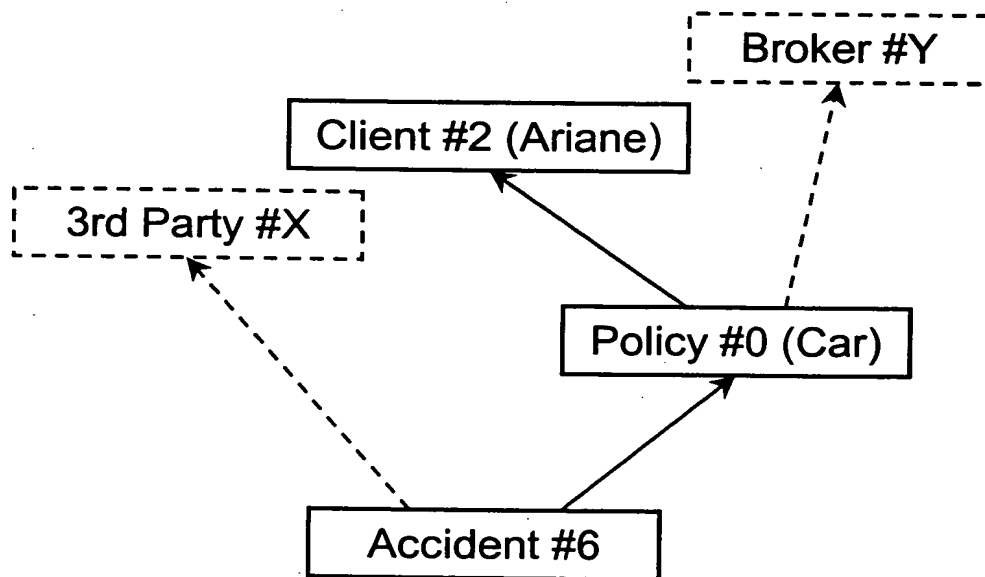 Broker #Y
Client #2 (Ariane)
3rd Party #X
Policy #0 (Car)
Accident #6